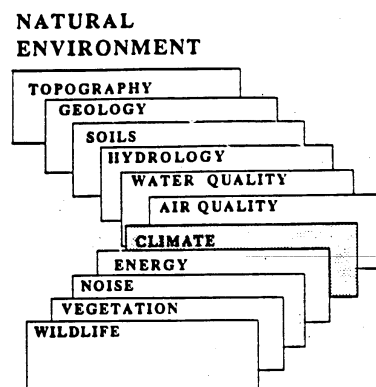 NATURAL
ENVIRONMENT
TOPOGRAPHY
GEOLOGY
SOILS
HYDROLOGY
WATER QUALITY
AIR QUALITY
CLIMATE
ENERGY
NOISE
VEGETATION
WILDLIFE